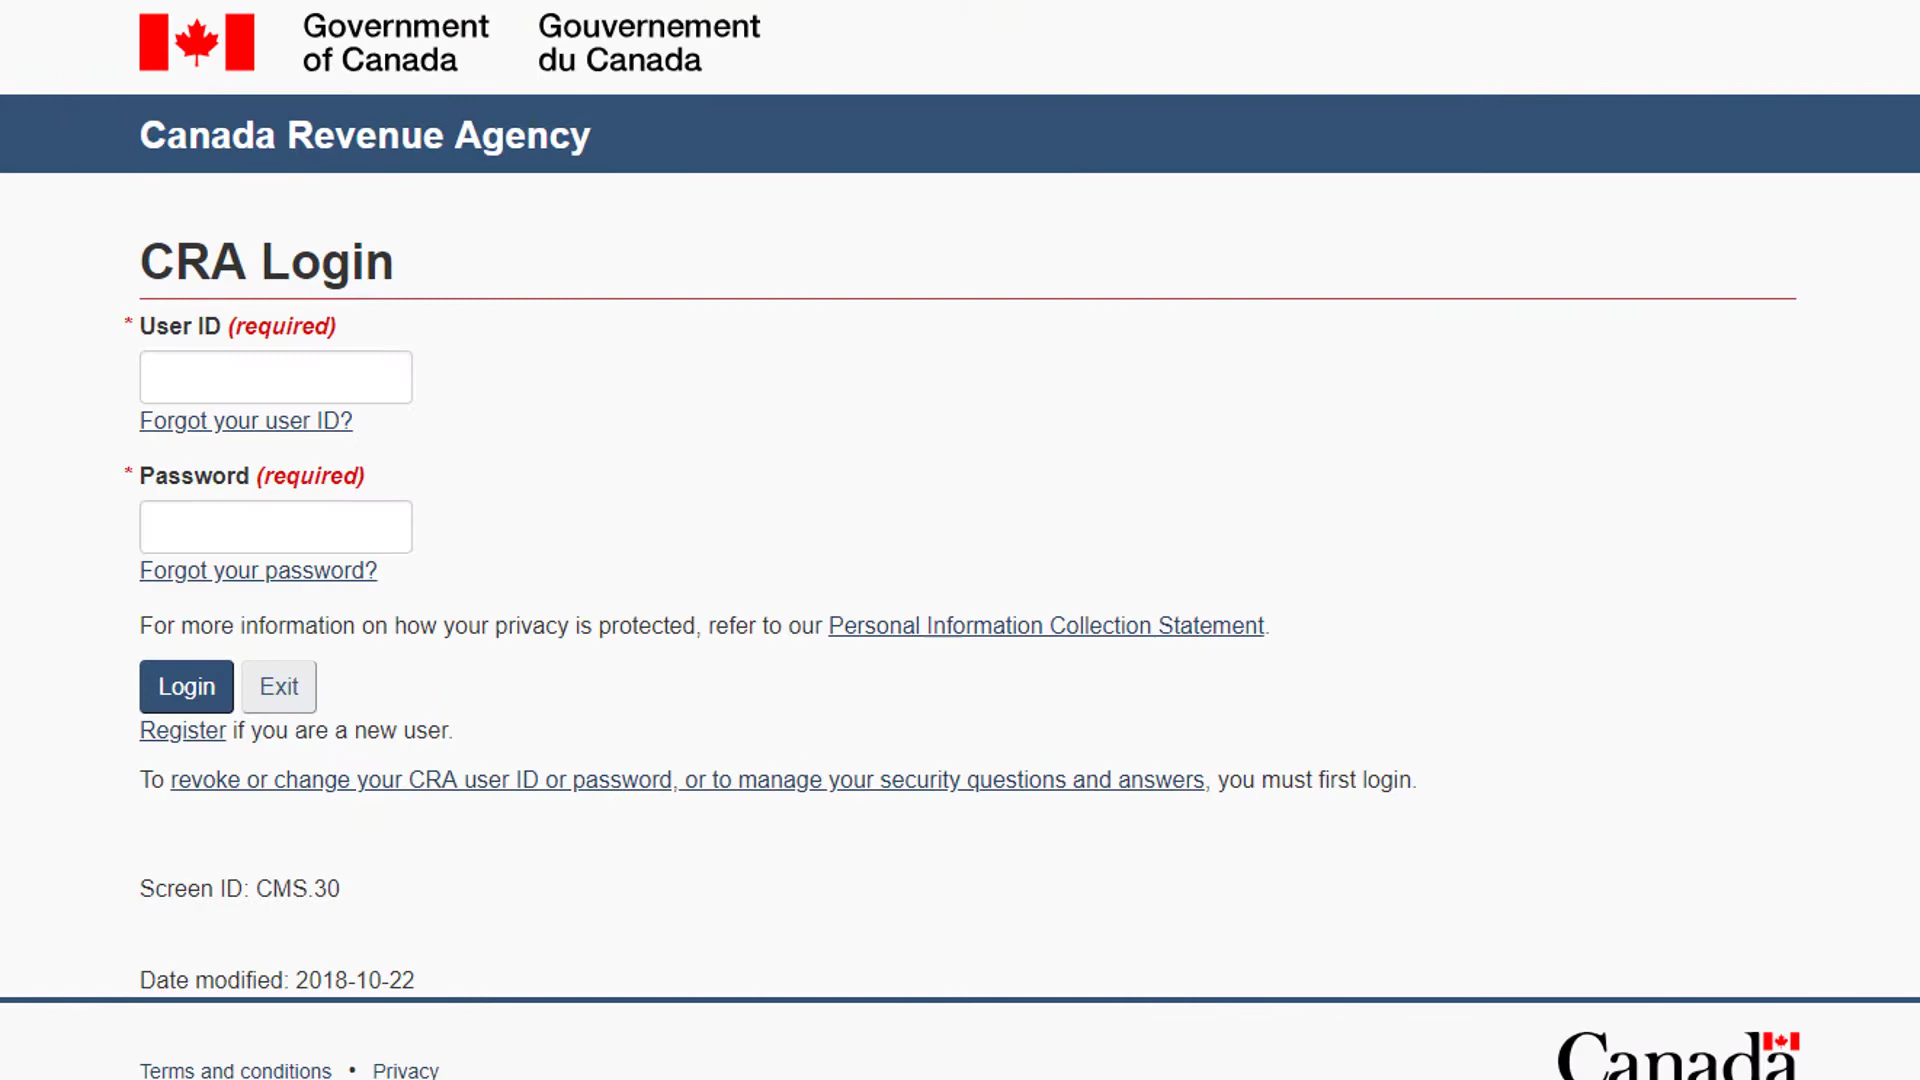 Government of Canada
Gouvernement du Canada
Canada Revenue Agency
CRA Login
* User ID (required)
Forgot your user ID?
* Password (required)
Forgot your password?
For more information on how your privacy is protected, refer to our Personal Information Collection Statement.
Login Exit
Register if you are a new user.
To revoke or change your CRA user ID or password, or to manage your security questions and answers, you must first login.
Screen ID: CMS.30
Date modified: 2018-10-22
Terms and conditions • Privacy
Canada